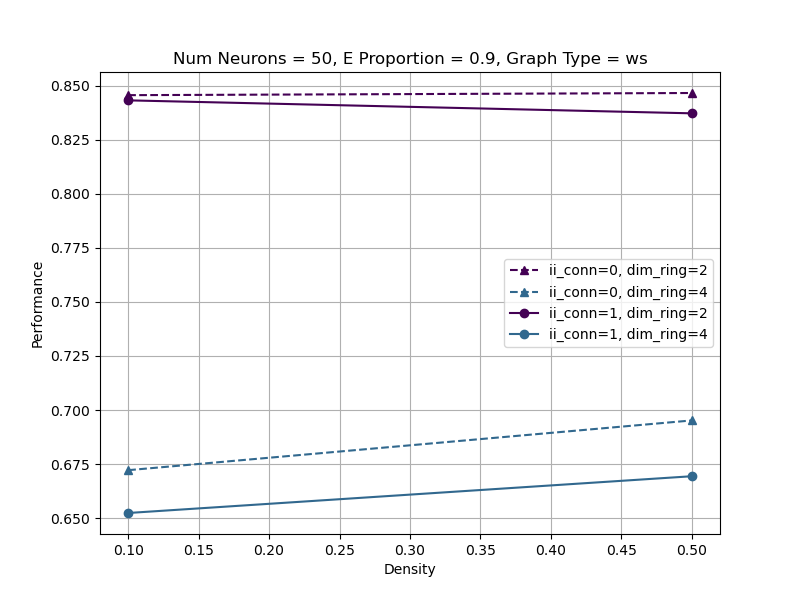 Num Neurons = 50, E Proportion = 0.9, Graph Type = ws
Performance
0.850
0.825
0.800
0.775
0.750
0.725
0.700
0.675
0.650
ii_conn=0, dim_ring=2
ii_conn=0, dim_ring=4
ii_conn=1, dim_ring=2
ii_conn=1, dim_ring=4
0.10 0.15 0.20 0.25 0.30 0.35 0.40 0.45 0.50
Density